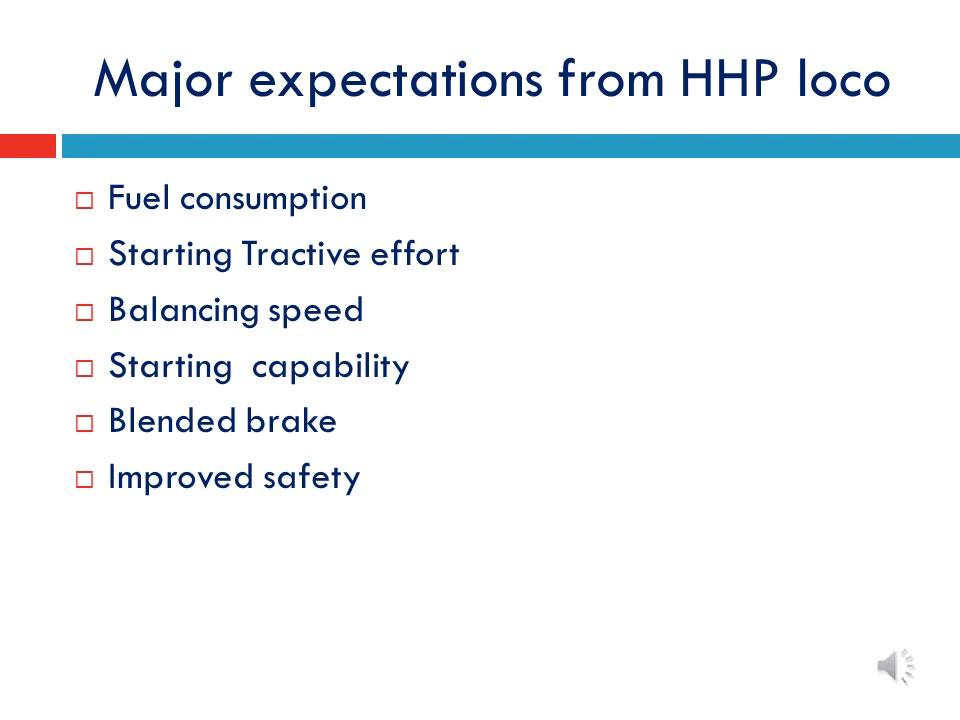 Major expectations from HHP loco
Fuel consumption
Starting Tractive effort
Balancing speed
Starting  capability
Blended brake
Improved safety